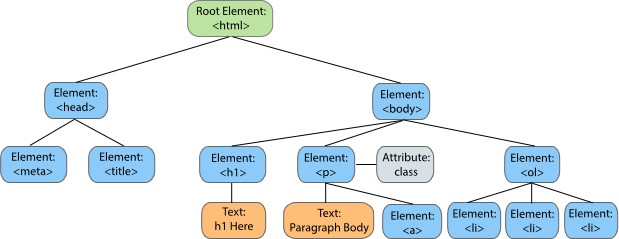 Root Element:
<html>
Element:
<head>
Element:
<body>
Element:
<meta>
Element:
<title>
Element:
<h1>
Element:
<p>
Attribute:
class
Element:
<ol>
Text:
h1 Here
Text:
Paragraph Body
Element:
<a>
Element:
<li>
Element:
<li>
Element:
<li>